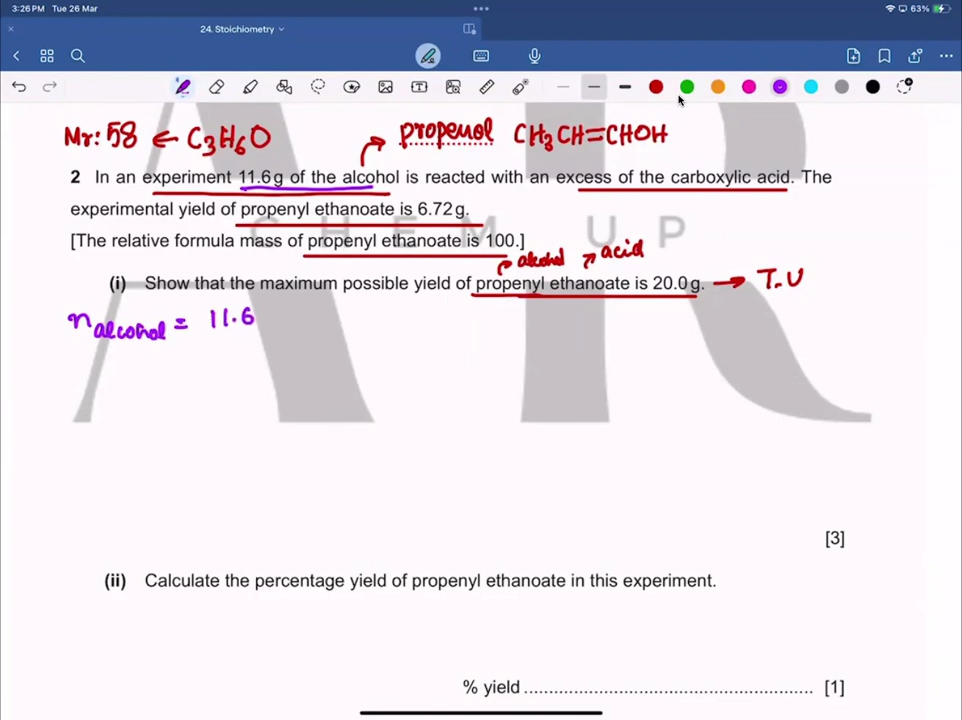 3:26 PM Tue 26 Mar
63%
24. Stoichiometry
Mr: 58 ← C3H6O → propenol CH3CH=CHOH
2 In an experiment 11.6 g of the alcohol is reacted with an excess of the carboxylic acid. The
experimental yield of propenyl ethanoate is 6.72 g.
CHEM UP
[The relative formula mass of propenyl ethanoate is 100.]
alcohol acid
(i) Show that the maximum possible yield of propenyl ethanoate is 20.0 g. → T.U
n alcohol = 11.6
AR
[3]
(ii) Calculate the percentage yield of propenyl ethanoate in this experiment.
% yield ........................................................... [1]